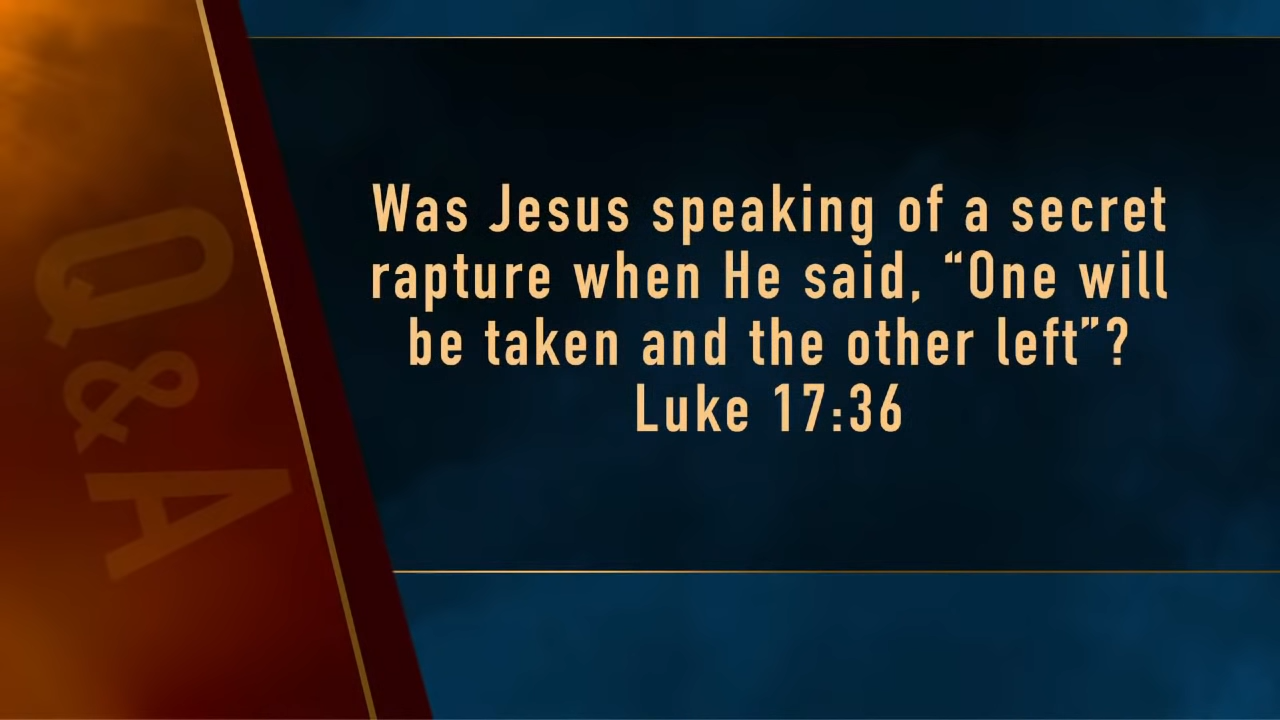 Q&A
Was Jesus speaking of a secret
rapture when He said, “One will
be taken and the other left”?
Luke 17:36